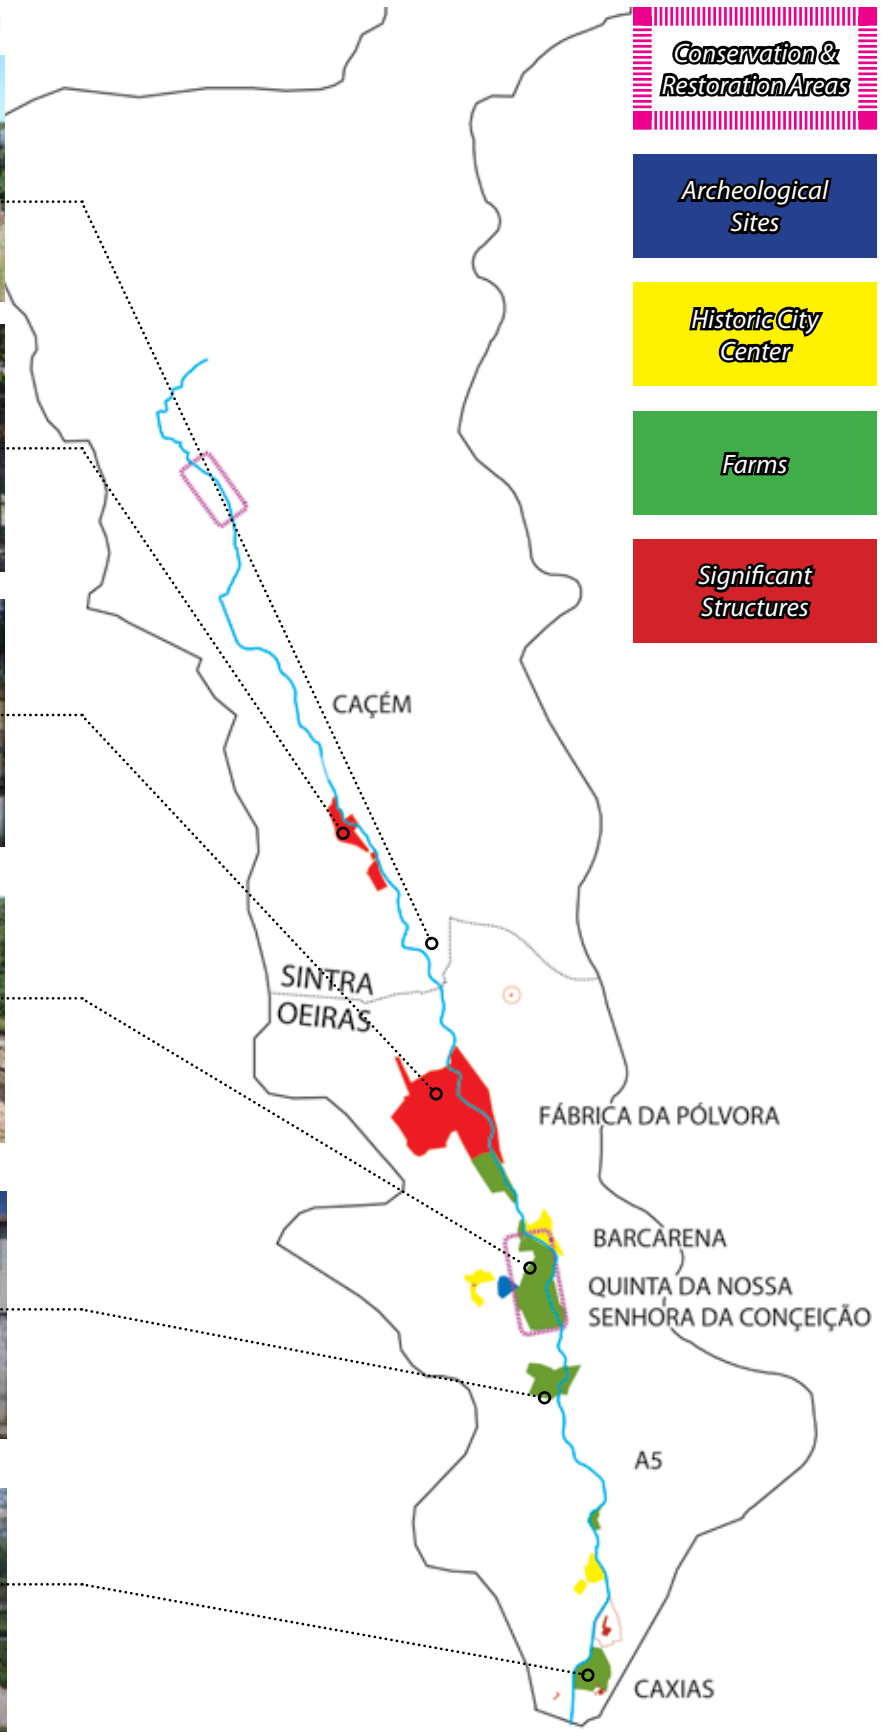 Conservation &
Restoration Areas
Archeological
Sites
Historic City
Center
Farms
Significant
Structures
CAÇÉM
SINTRA
OEIRAS
FÁBRICA DA PÓLVORA
BARCARENA
QUINTA DA NOSSA
SENHORA DA CONÇEIÇÃO
A5
CAXIAS